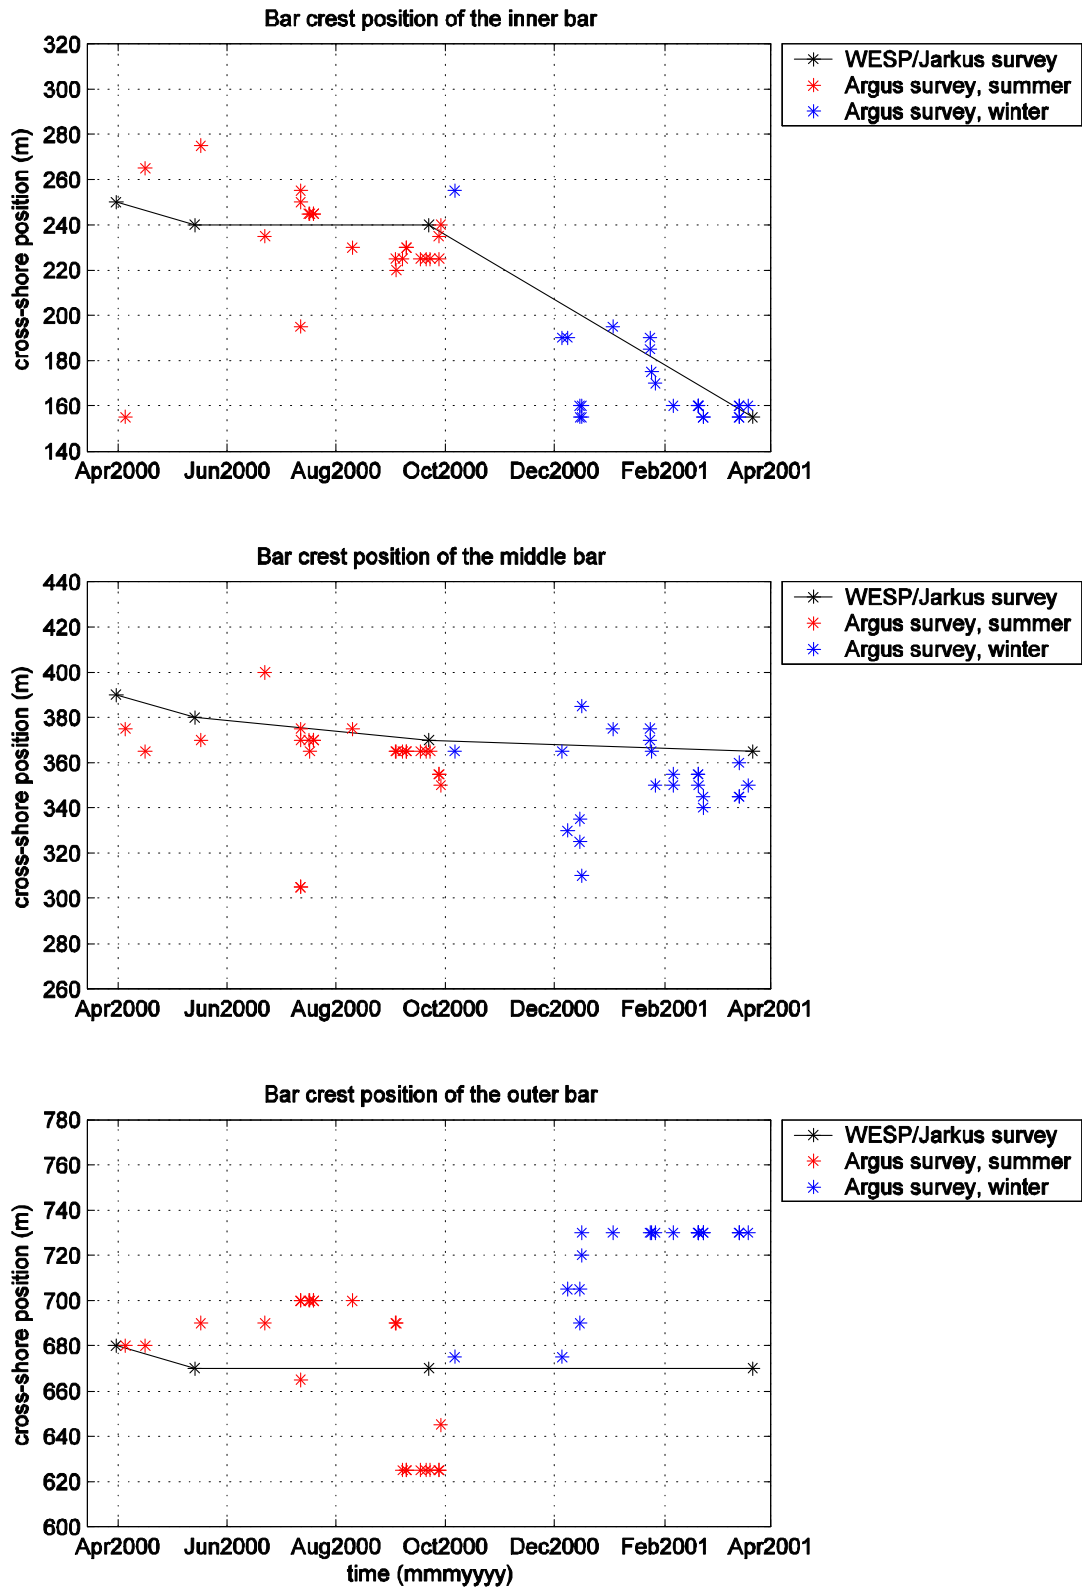 Bar crest position of the inner bar
320
300
280
260
240
220
200
180
160
140
cross-shore position (m)
Apr2000 Jun2000 Aug2000 Oct2000 Dec2000 Feb2001 Apr2001
WESP/Jarkus survey
Argus survey, summer
Argus survey, winter
Bar crest position of the middle bar
440
420
400
380
360
340
320
300
280
260
cross-shore position (m)
Apr2000 Jun2000 Aug2000 Oct2000 Dec2000 Feb2001 Apr2001
WESP/Jarkus survey
Argus survey, summer
Argus survey, winter
Bar crest position of the outer bar
780
760
740
720
700
680
660
640
620
600
cross-shore position (m)
Apr2000 Jun2000 Aug2000 Oct2000 Dec2000 Feb2001 Apr2001
time (mmmyyyy)
WESP/Jarkus survey
Argus survey, summer
Argus survey, winter